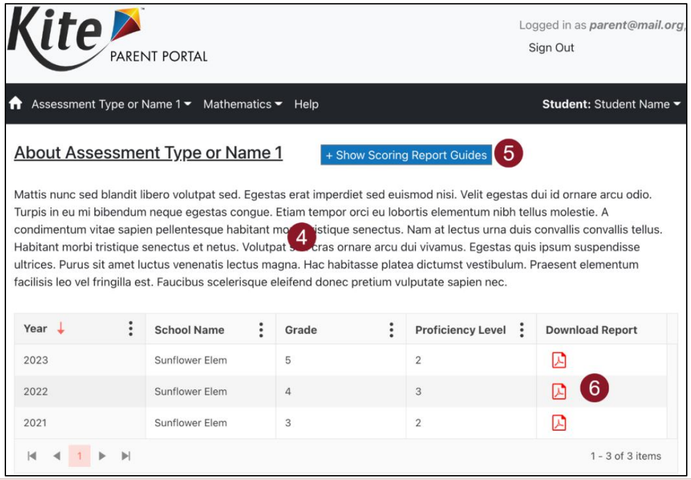 Kite
PARENT PORTAL
Logged in as parent@mail.org,
Sign Out
Assessment Type or Name 1 Mathematics Help
Student: Student Name
About Assessment Type or Name 1
+ Show Scoring Report Guides 5
Mattis nunc sed blandit libero volutpat sed. Egestas erat imperdiet sed euismod nisi. Velit egestas dui id ornare arcu odio.
Turpis in eu mi bibendum neque egestas congue. Etiam tempor orci eu lobortis elementum nibh tellus molestie. A
condimentum vitae sapien pellentesque habitant istique senectus. Nam at lectus urna duis convallis convallis tellus.
4
Habitant morbi tristique senectus et netus. Volutpat cras ornare arcu dui vivamus. Egestas quis ipsum suspendisse
ultrices. Purus sit amet luctus venenatis lectus magna. Hac habitasse platea dictumst vestibulum. Praesent elementum
facilisis leo vel fringilla est. Faucibus scelerisque eleifend donec pretium vulputate sapien nec.
Year School Name Grade Proficiency Level Download Report
2023 Sunflower Elem 5 2
2022 Sunflower Elem 4 3 6
2021 Sunflower Elem 3 2
1
1 - 3 of 3 items